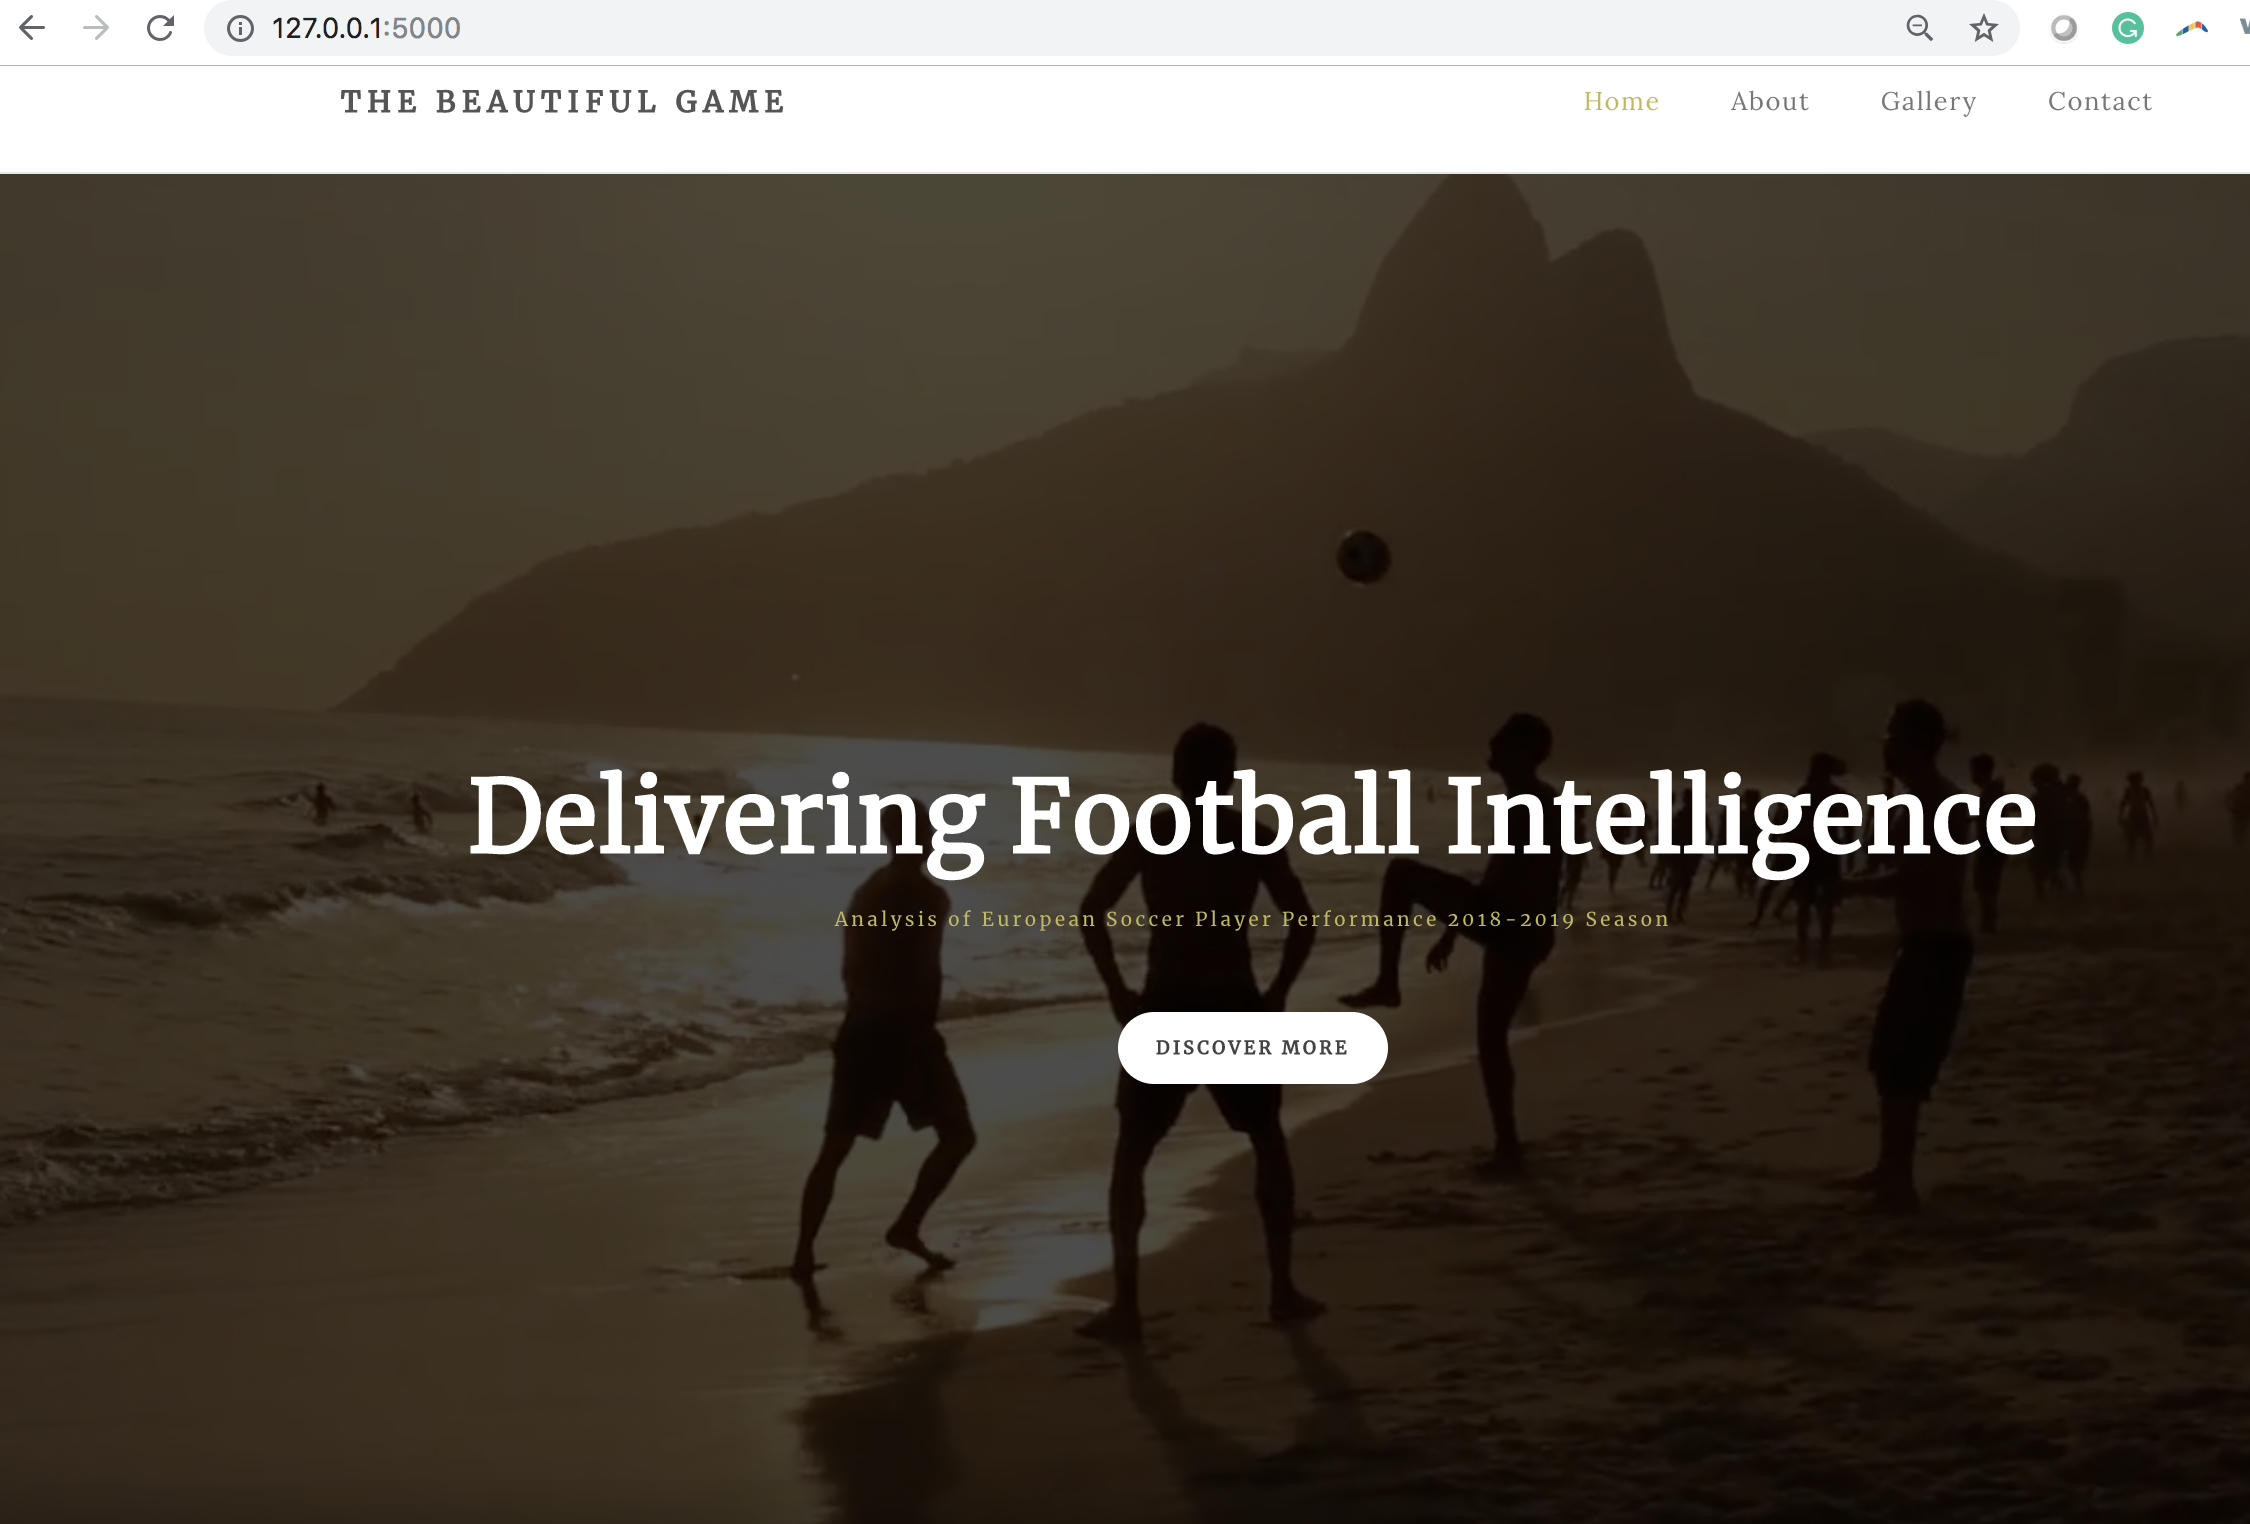 127.0.0.1:5000
THE BEAUTIFUL GAME
Home About Gallery Contact
Delivering Football Intelligence
Analysis of European Soccer Player Performance 2018-2019 Season
DISCOVER MORE